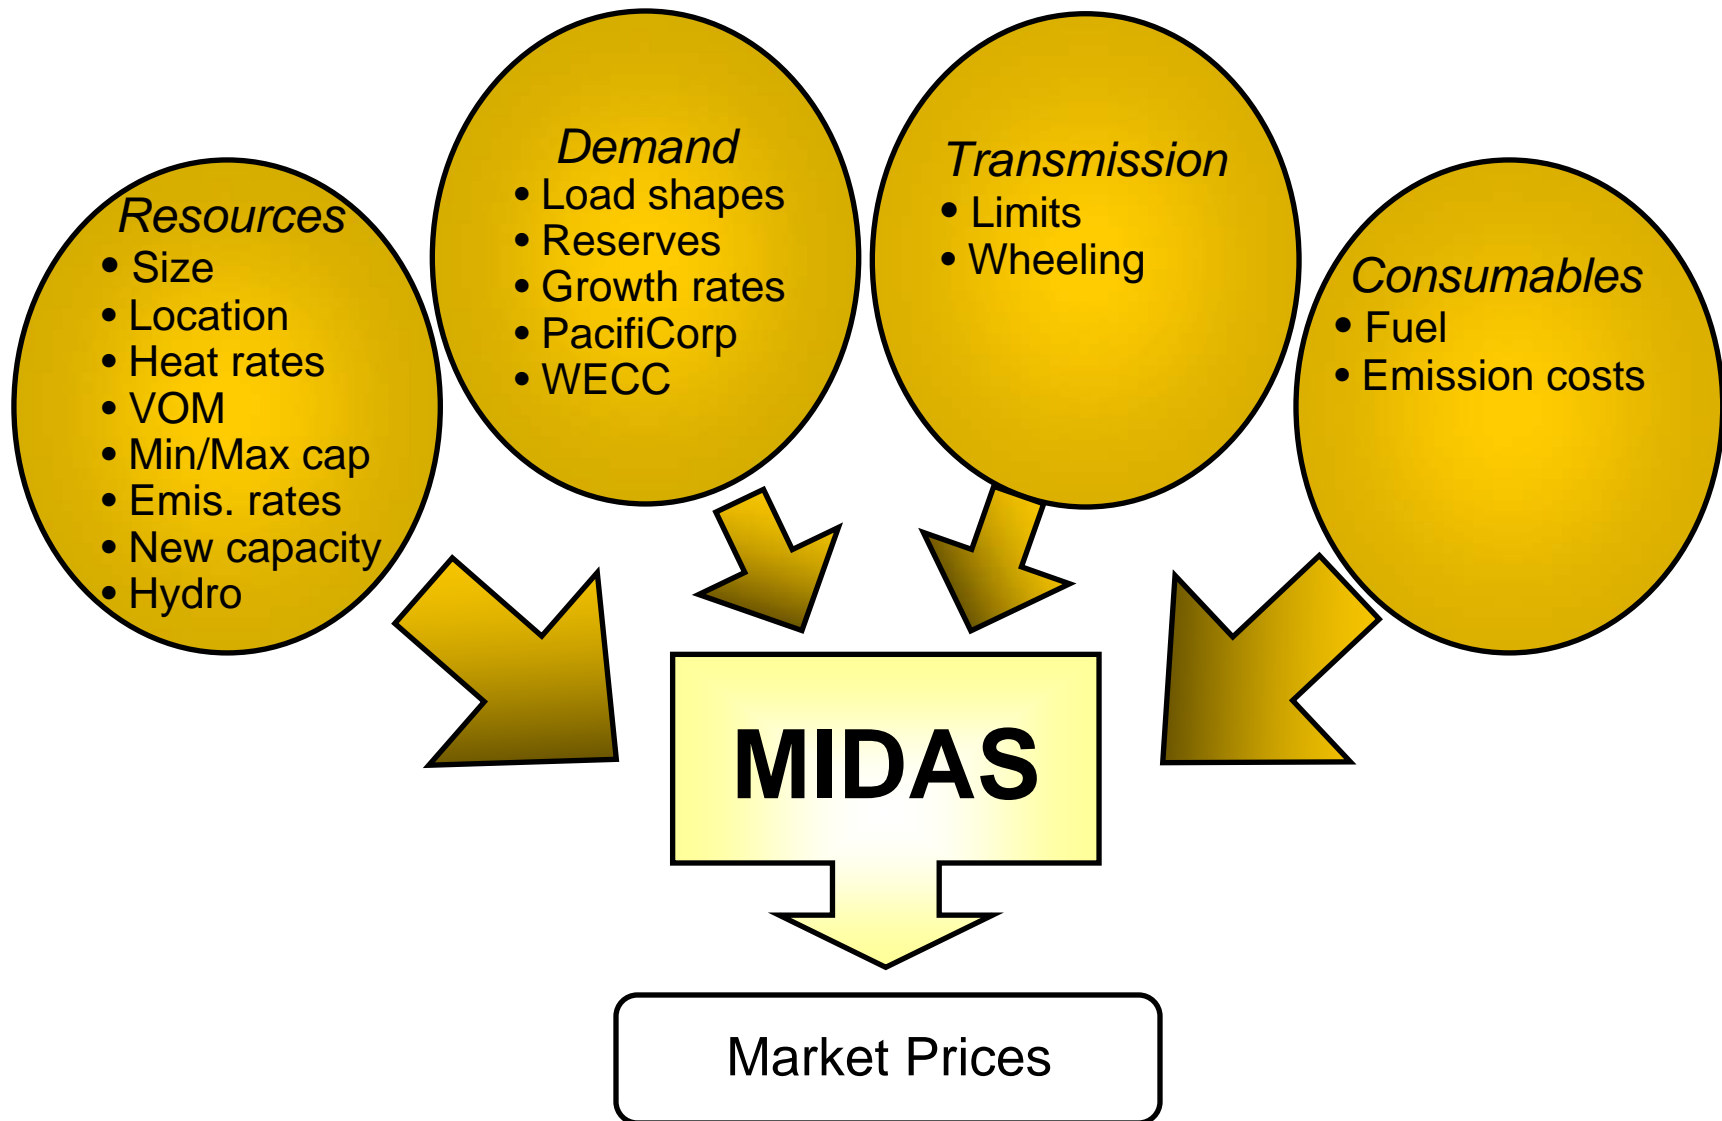 Resources
• Size
• Location
• Heat rates
• VOM
• Min/Max cap
• Emis. rates
• New capacity
• Hydro
Demand
• Load shapes
• Reserves
• Growth rates
• PacifiCorp
• WECC
Transmission
• Limits
• Wheeling
Consumables
• Fuel
• Emission costs
MIDAS
Market Prices